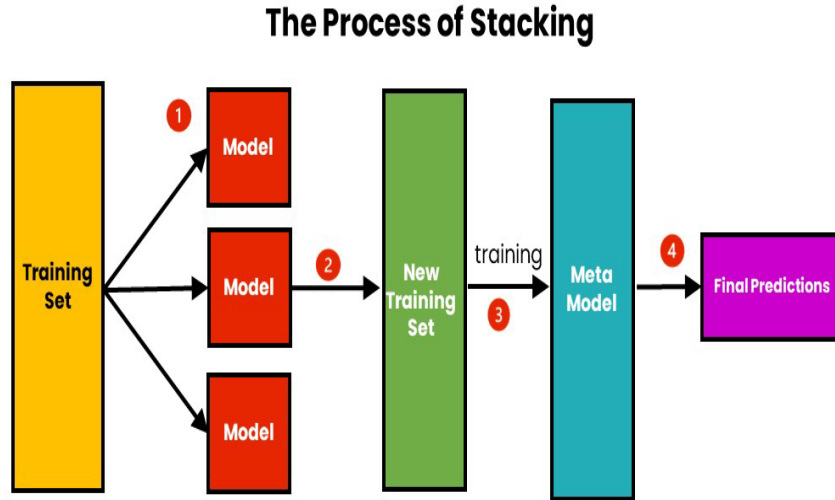 The Process of Stacking
1
Model
Training
Set
Model
2
New
Training
Set
training
3
Meta
Model
4
Final Predictions
Model